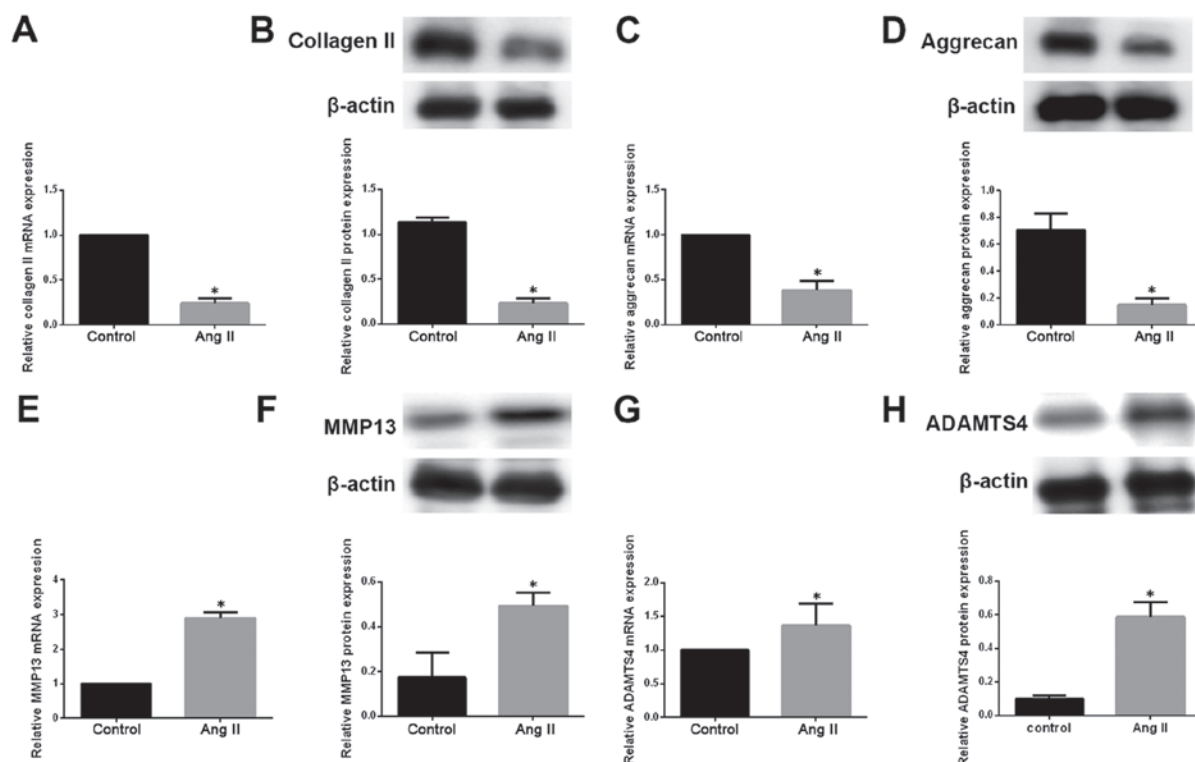 A
B
Collagen II
β-actin
C
D
Aggrecan
β-actin
Relative collagen II mRNA expression
1.5
1.0
0.5
0.0
*
Control
Ang II
Relative collagen II protein expression
1.5
1.0
0.5
0.0
*
Control
Ang II
Relative aggrecan mRNA expression
1.5
1.0
0.5
0.0
*
Control
Ang II
Relative aggrecan protein expression
1.0
0.8
0.6
0.4
0.2
0.0
*
Control
Ang II
E
F
MMP13
β-actin
G
H
ADAMTS4
β-actin
Relative MMP13 mRNA expression
4
3
2
1
0
*
Control
Ang II
Relative MMP13 protein expression
0.6
0.4
0.2
0.0
*
Control
Ang II
Relative ADAMTS4 mRNA expression
2.0
1.5
1.0
0.5
0.0
*
Control
Ang II
Relative ADAMTS4 protein expression
0.8
0.6
0.4
0.2
0.0
*
control
Ang II